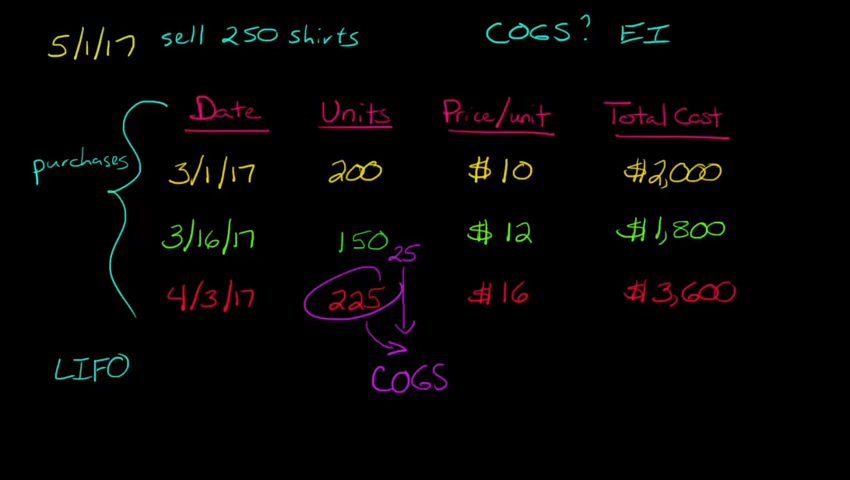 5/1/17 sell 250 shirts COGS? EI
Date Units Price/unit Total Cost
purchases
3/1/17 200 $10 $2,000
3/16/17 150 $12 $1,800
25
4/3/17 225 $16 $3,600
LIFO
COGS